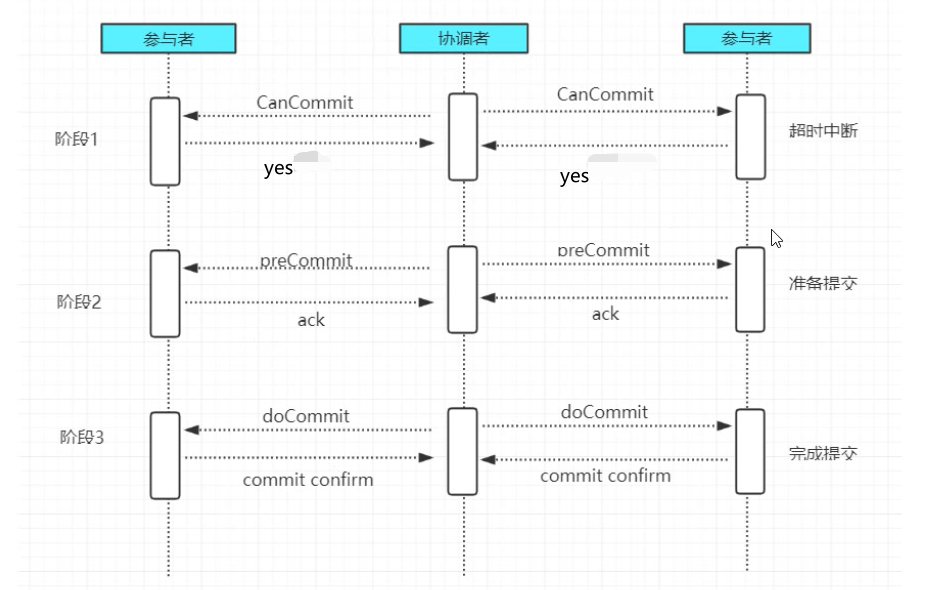 参与者
协调者
参与者
CanCommit
CanCommit
阶段1
超时中断
yes
yes
preCommit
preCommit
阶段2
准备提交
ack
ack
doCommit
doCommit
阶段3
完成提交
commit confirm
commit confirm